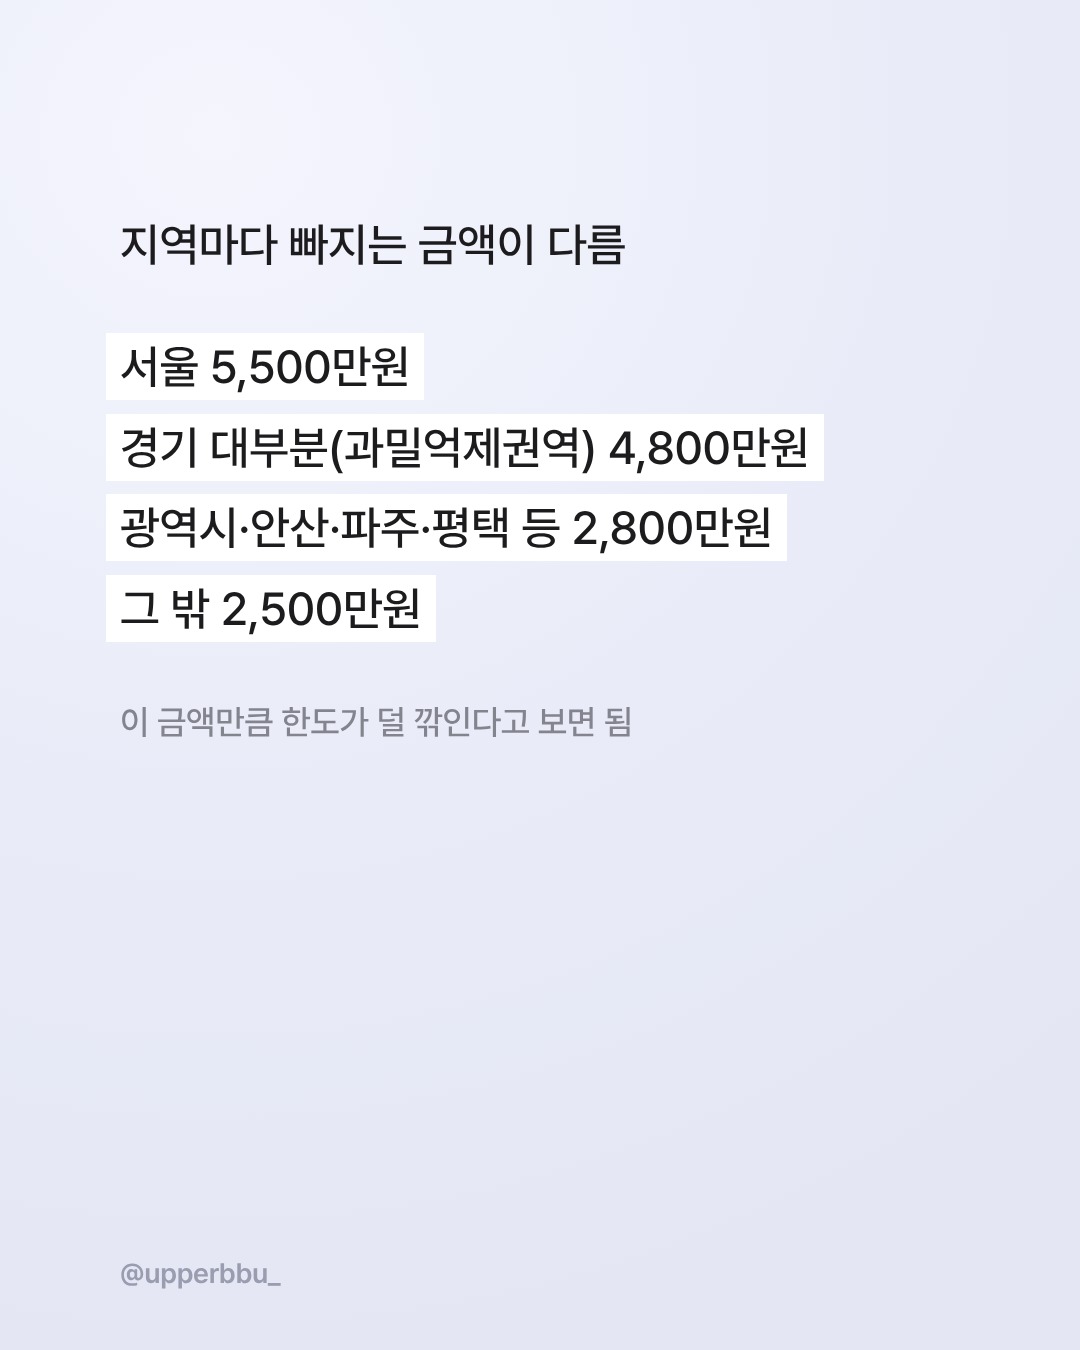 지역마다 빠지는 금액이 다름
서울 5,500만원
경기 대부분(과밀억제권역) 4,800만원
광역시·안산·파주·평택 등 2,800만원
그 밖 2,500만원
이 금액만큼 한도가 덜 깎인다고 보면 됨
@upperbbu_